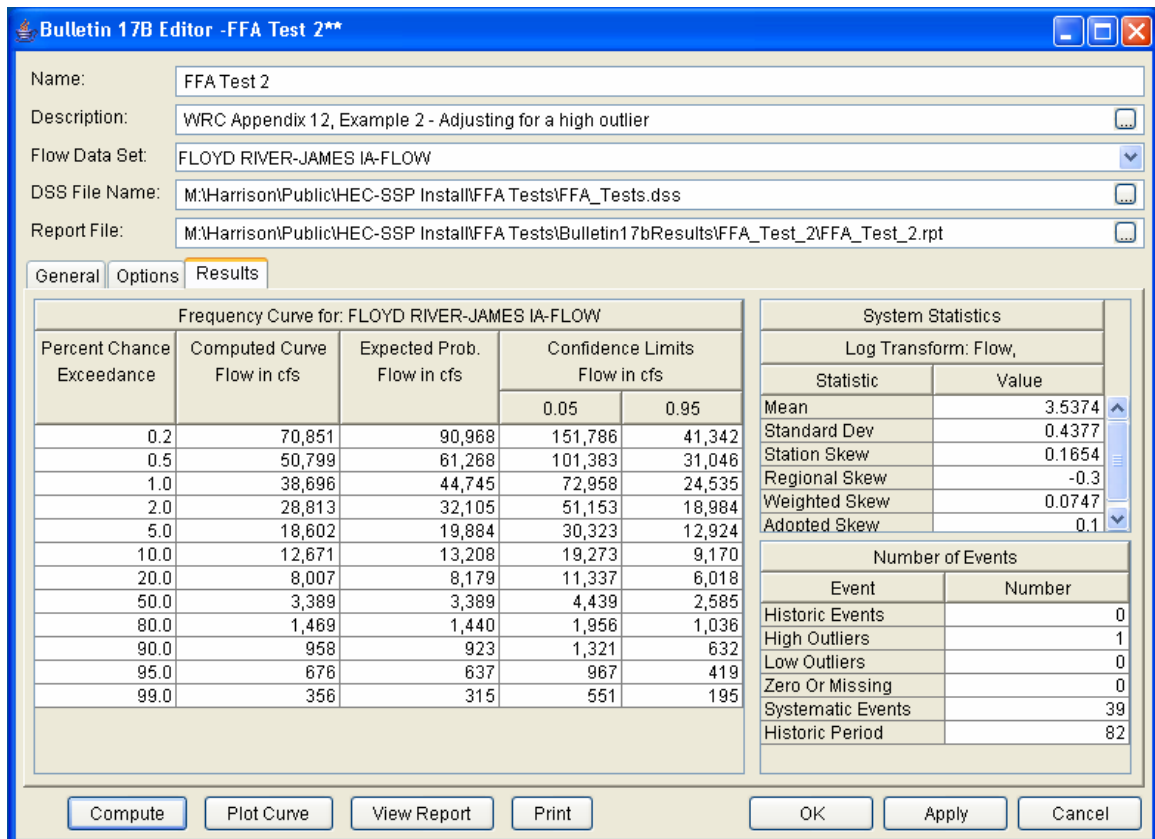 Bulletin 17B Editor -FFA Test 2**
Name: FFA Test 2
Description: WRC Appendix 12, Example 2 - Adjusting for a high outlier ...
Flow Data Set: FLOYD RIVER-JAMES IA-FLOW
DSS File Name: M:\Harrison\Public\HEC-SSP Install\FFA Tests\FFA_Tests.dss ...
Report File: M:\Harrison\Public\HEC-SSP Install\FFA Tests\Bulletin17bResults\FFA_Test_2\FFA_Test_2.rpt ...
General Options Results
Frequency Curve for: FLOYD RIVER-JAMES IA-FLOW
Percent Chance Computed Curve Expected Prob. Confidence Limits
Exceedance Flow in cfs Flow in cfs Flow in cfs
0.05 0.95
0.2 70,851 90,968 151,786 41,342
0.5 50,799 61,268 101,383 31,046
1.0 38,696 44,745 72,958 24,535
2.0 28,813 32,105 51,153 18,984
5.0 18,602 19,884 30,323 12,924
10.0 12,671 13,208 19,273 9,170
20.0 8,007 8,179 11,337 6,018
50.0 3,389 3,389 4,439 2,585
80.0 1,469 1,440 1,956 1,036
90.0 958 923 1,321 632
95.0 676 637 967 419
99.0 356 315 551 195
System Statistics
Log Transform: Flow,
Statistic Value
Mean 3.5374
Standard Dev 0.4377
Station Skew 0.1654
Regional Skew -0.3
Weighted Skew 0.0747
Adopted Skew 0.1
Number of Events
Event Number
Historic Events 0
High Outliers 1
Low Outliers 0
Zero Or Missing 0
Systematic Events 39
Historic Period 82
Compute Plot Curve View Report Print OK Apply Cancel